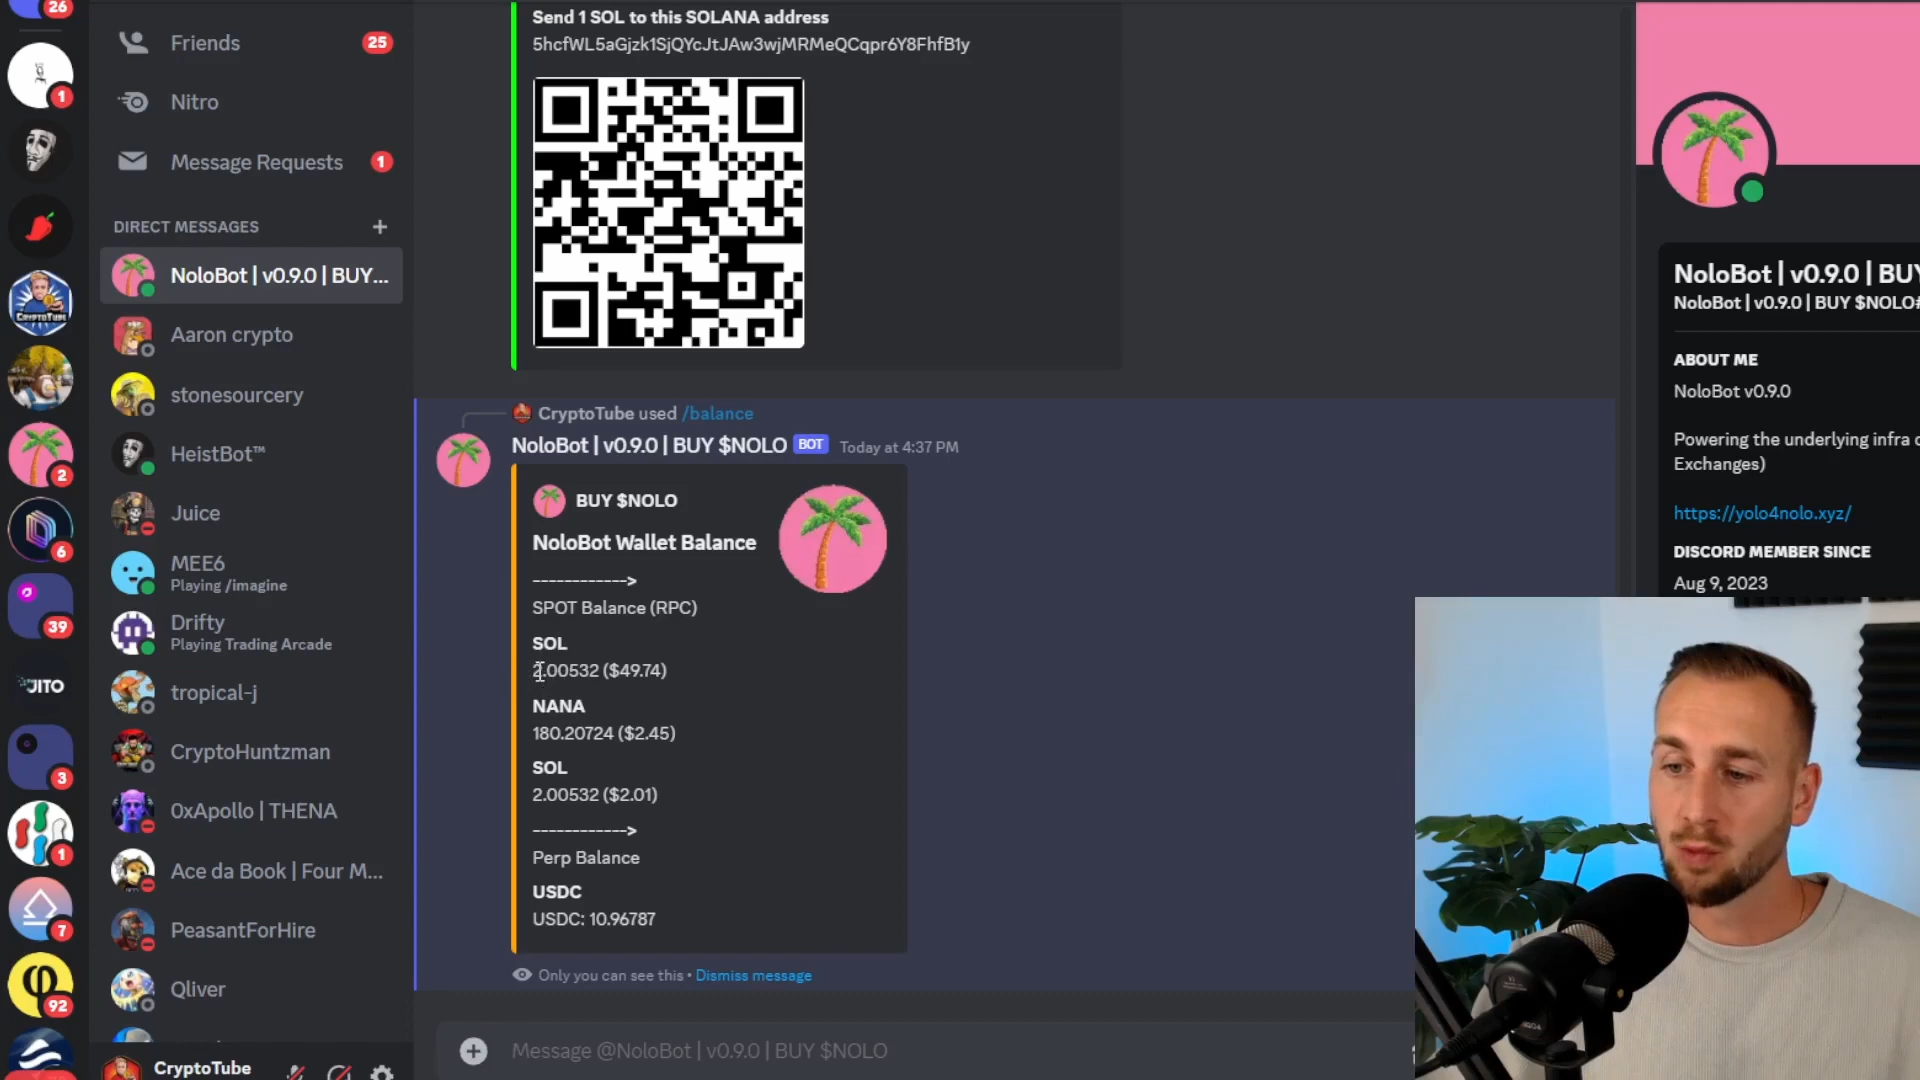 26
1
2
6
39
JITO
3
1
7
92
CRYPTOTUBE
Friends
25
Nitro
Message Requests
1
DIRECT MESSAGES
NoloBot | v0.9.0 | BUY...
Aaron crypto
stonesourcery
HeistBot™
Juice
MEE6
Playing /imagine
Drifty
Playing Trading Arcade
tropical-j
CryptoHuntzman
0xApollo | THENA
Ace da Book | Four M...
PeasantForHire
Qliver
CryptoTube
Send 1 SOL to this SOLANA address
5hcfWL5aGjzk1SjQYcJtJAw3wjMRMeQCqpr6Y8FhfB1y
CryptoTube used /balance
NoloBot | v0.9.0 | BUY $NOLO BOT Today at 4:37 PM
BUY $NOLO
NoloBot Wallet Balance
------------>
SPOT Balance (RPC)
SOL
2.00532 ($49.74)
NANA
180.20724 ($2.45)
SOL
2.00532 ($2.01)
------------>
Perp Balance
USDC
USDC: 10.96787
Only you can see this • Dismiss message
Message @NoloBot | v0.9.0 | BUY $NOLO
NoloBot | v0.9.0 | BUY
NoloBot | v0.9.0 | BUY $NOLO#
ABOUT ME
NoloBot v0.9.0
Powering the underlying infra
Exchanges)
https://yolo4nolo.xyz/
DISCORD MEMBER SINCE
Aug 9, 2023